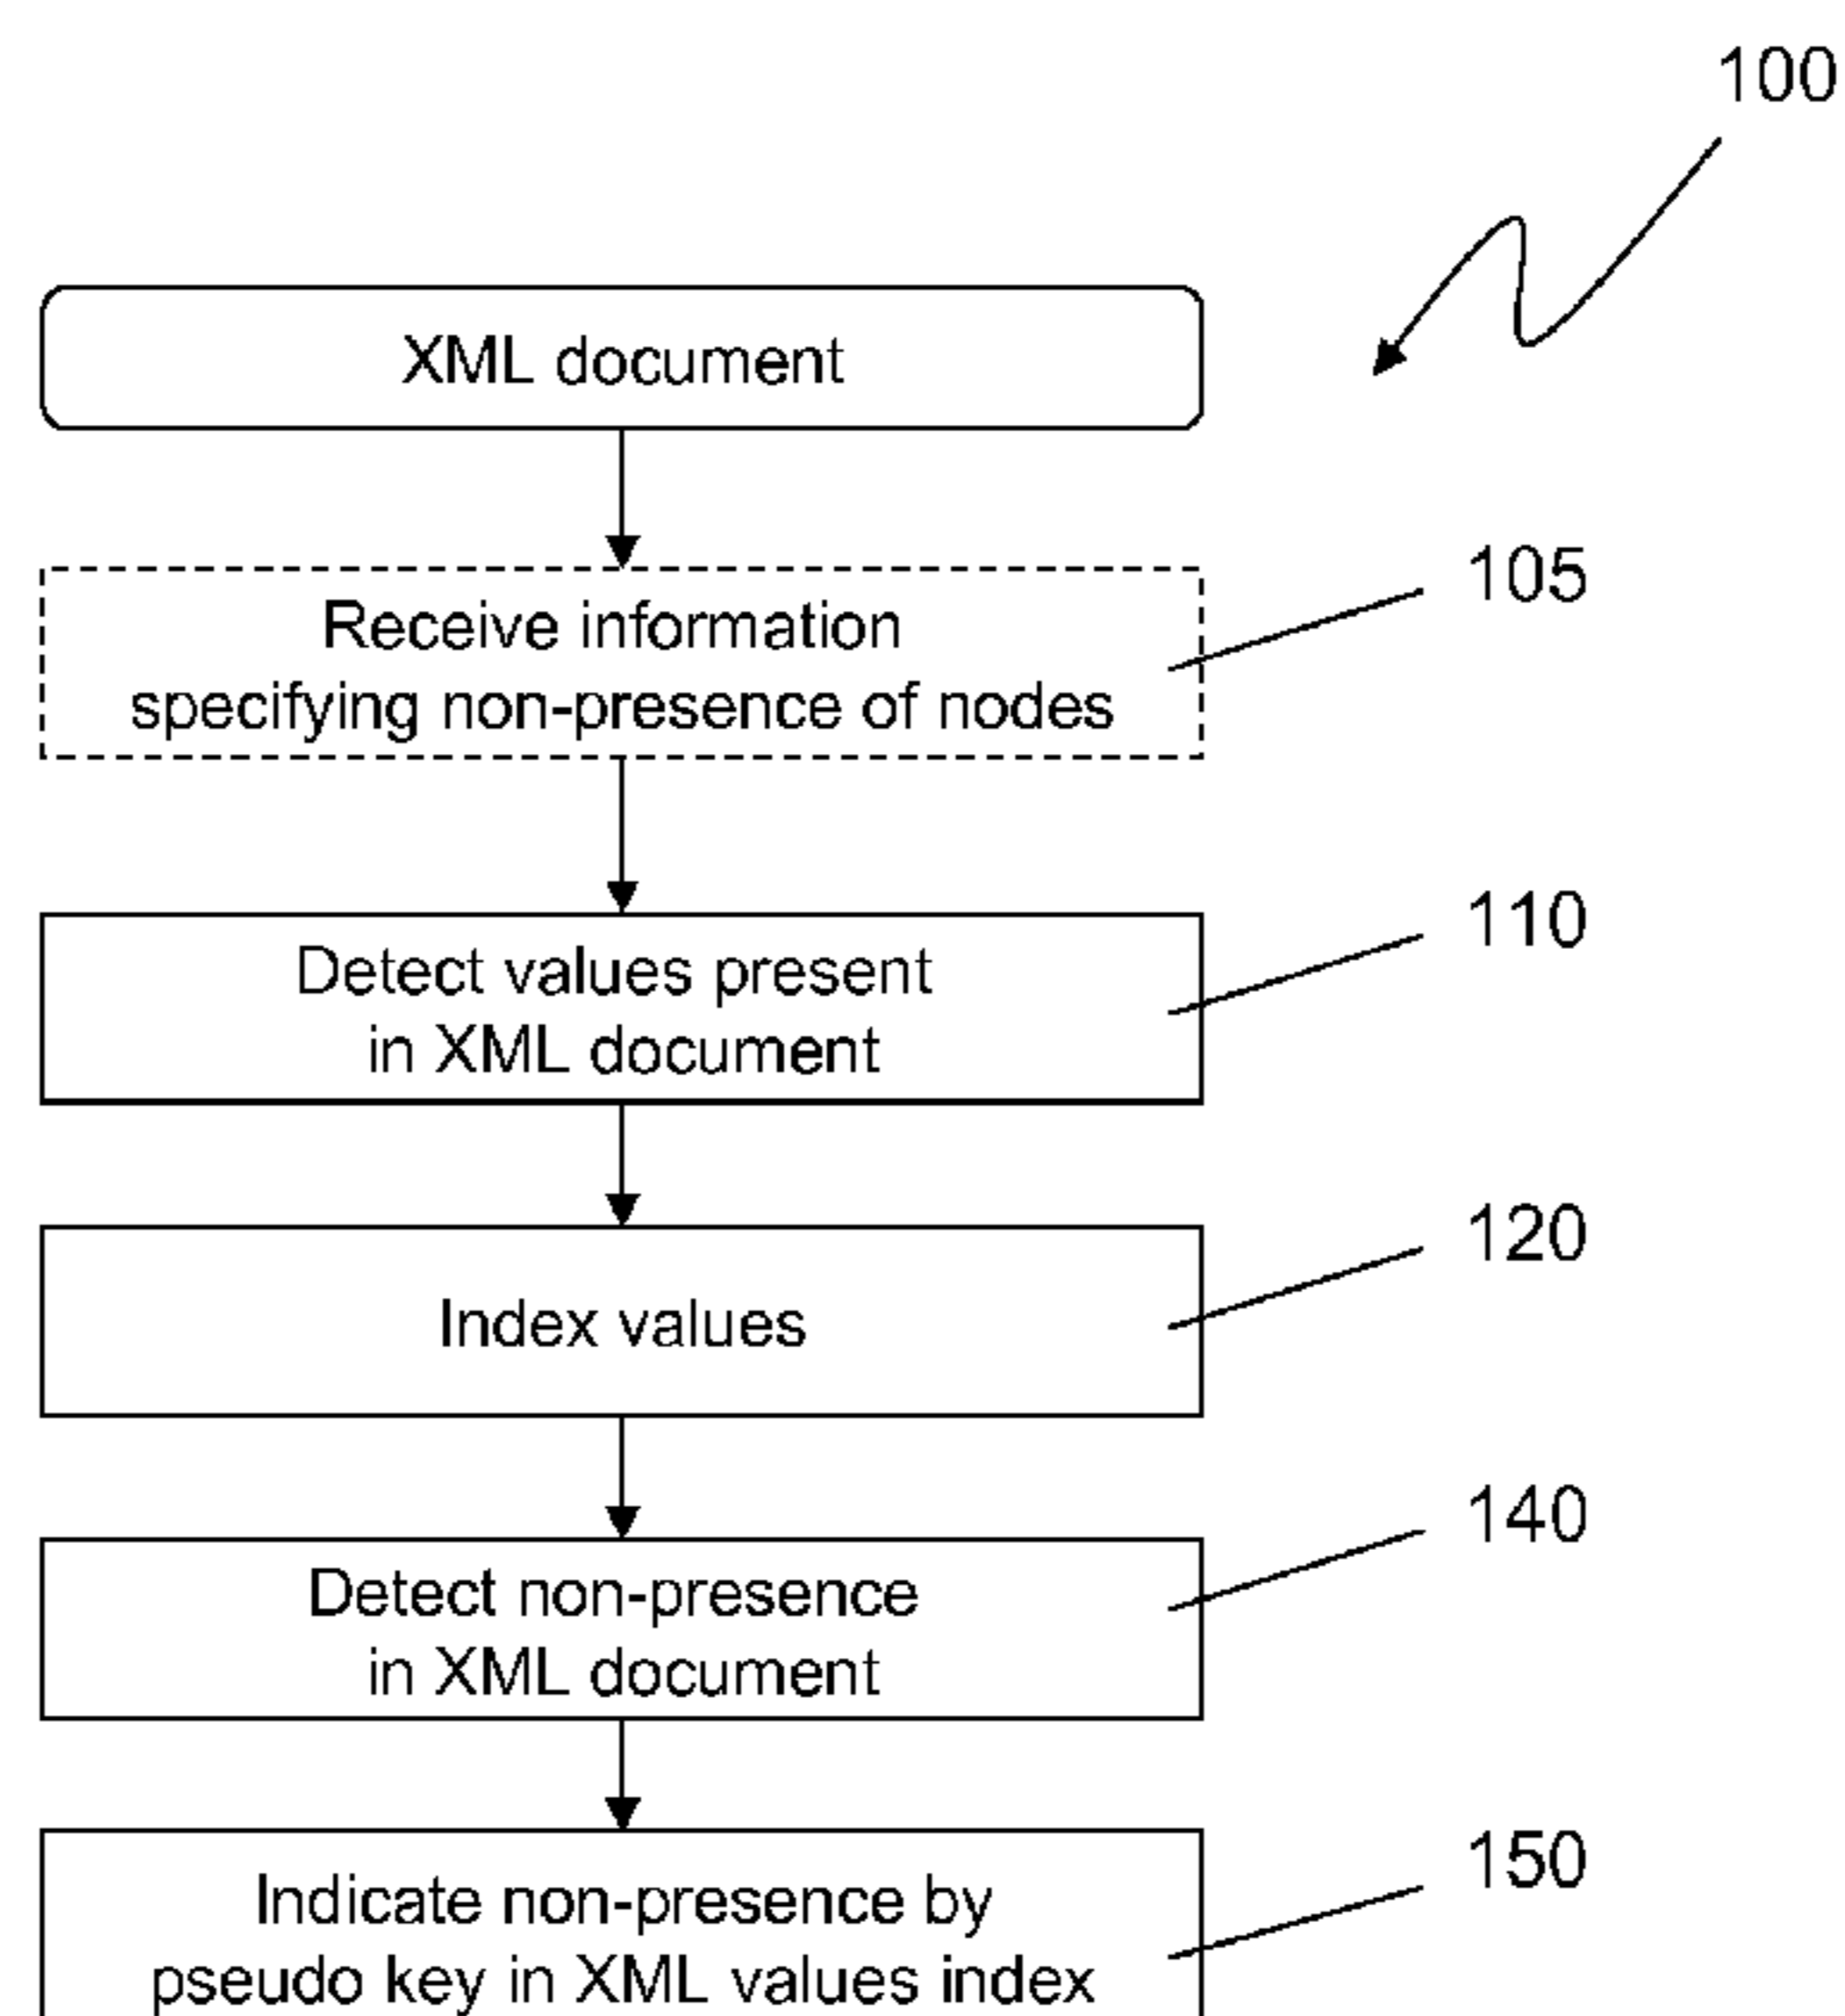 100
XML document
Receive information
specifying non-presence of nodes
105
Detect values present
in XML document
110
Index values
120
Detect non-presence
in XML document
140
Indicate non-presence by
pseudo key in XML values index
150